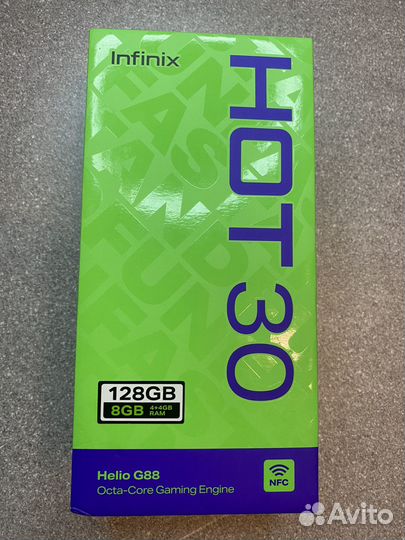 Infinix
HOT 30
128GB
8GB 4+4GB RAM
Helio G88
Octa-Core Gaming Engine
NFC
Avito